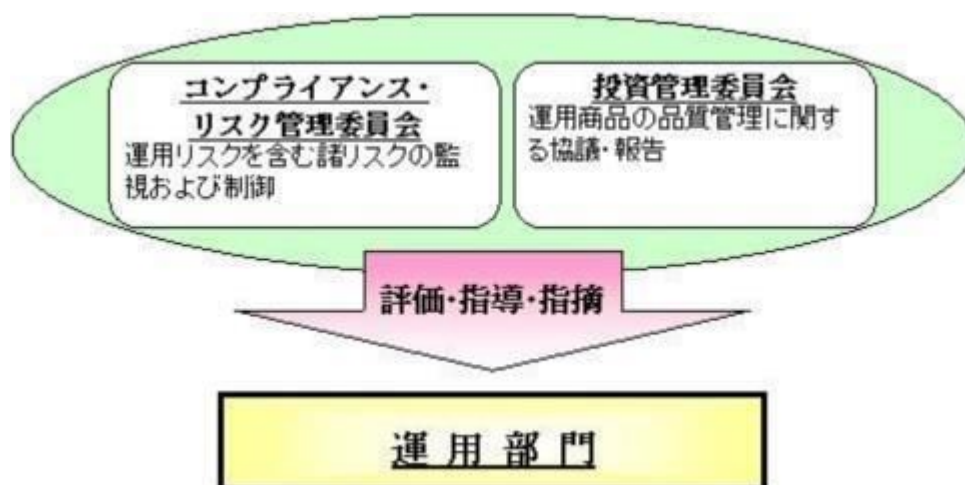 コンプライアンス・
リスク管理委員会
運用リスクを含む諸リスクの監
視および制御
投資管理委員会
運用商品の品質管理に関す
る協議・報告
評価・指導・指摘
運用部門